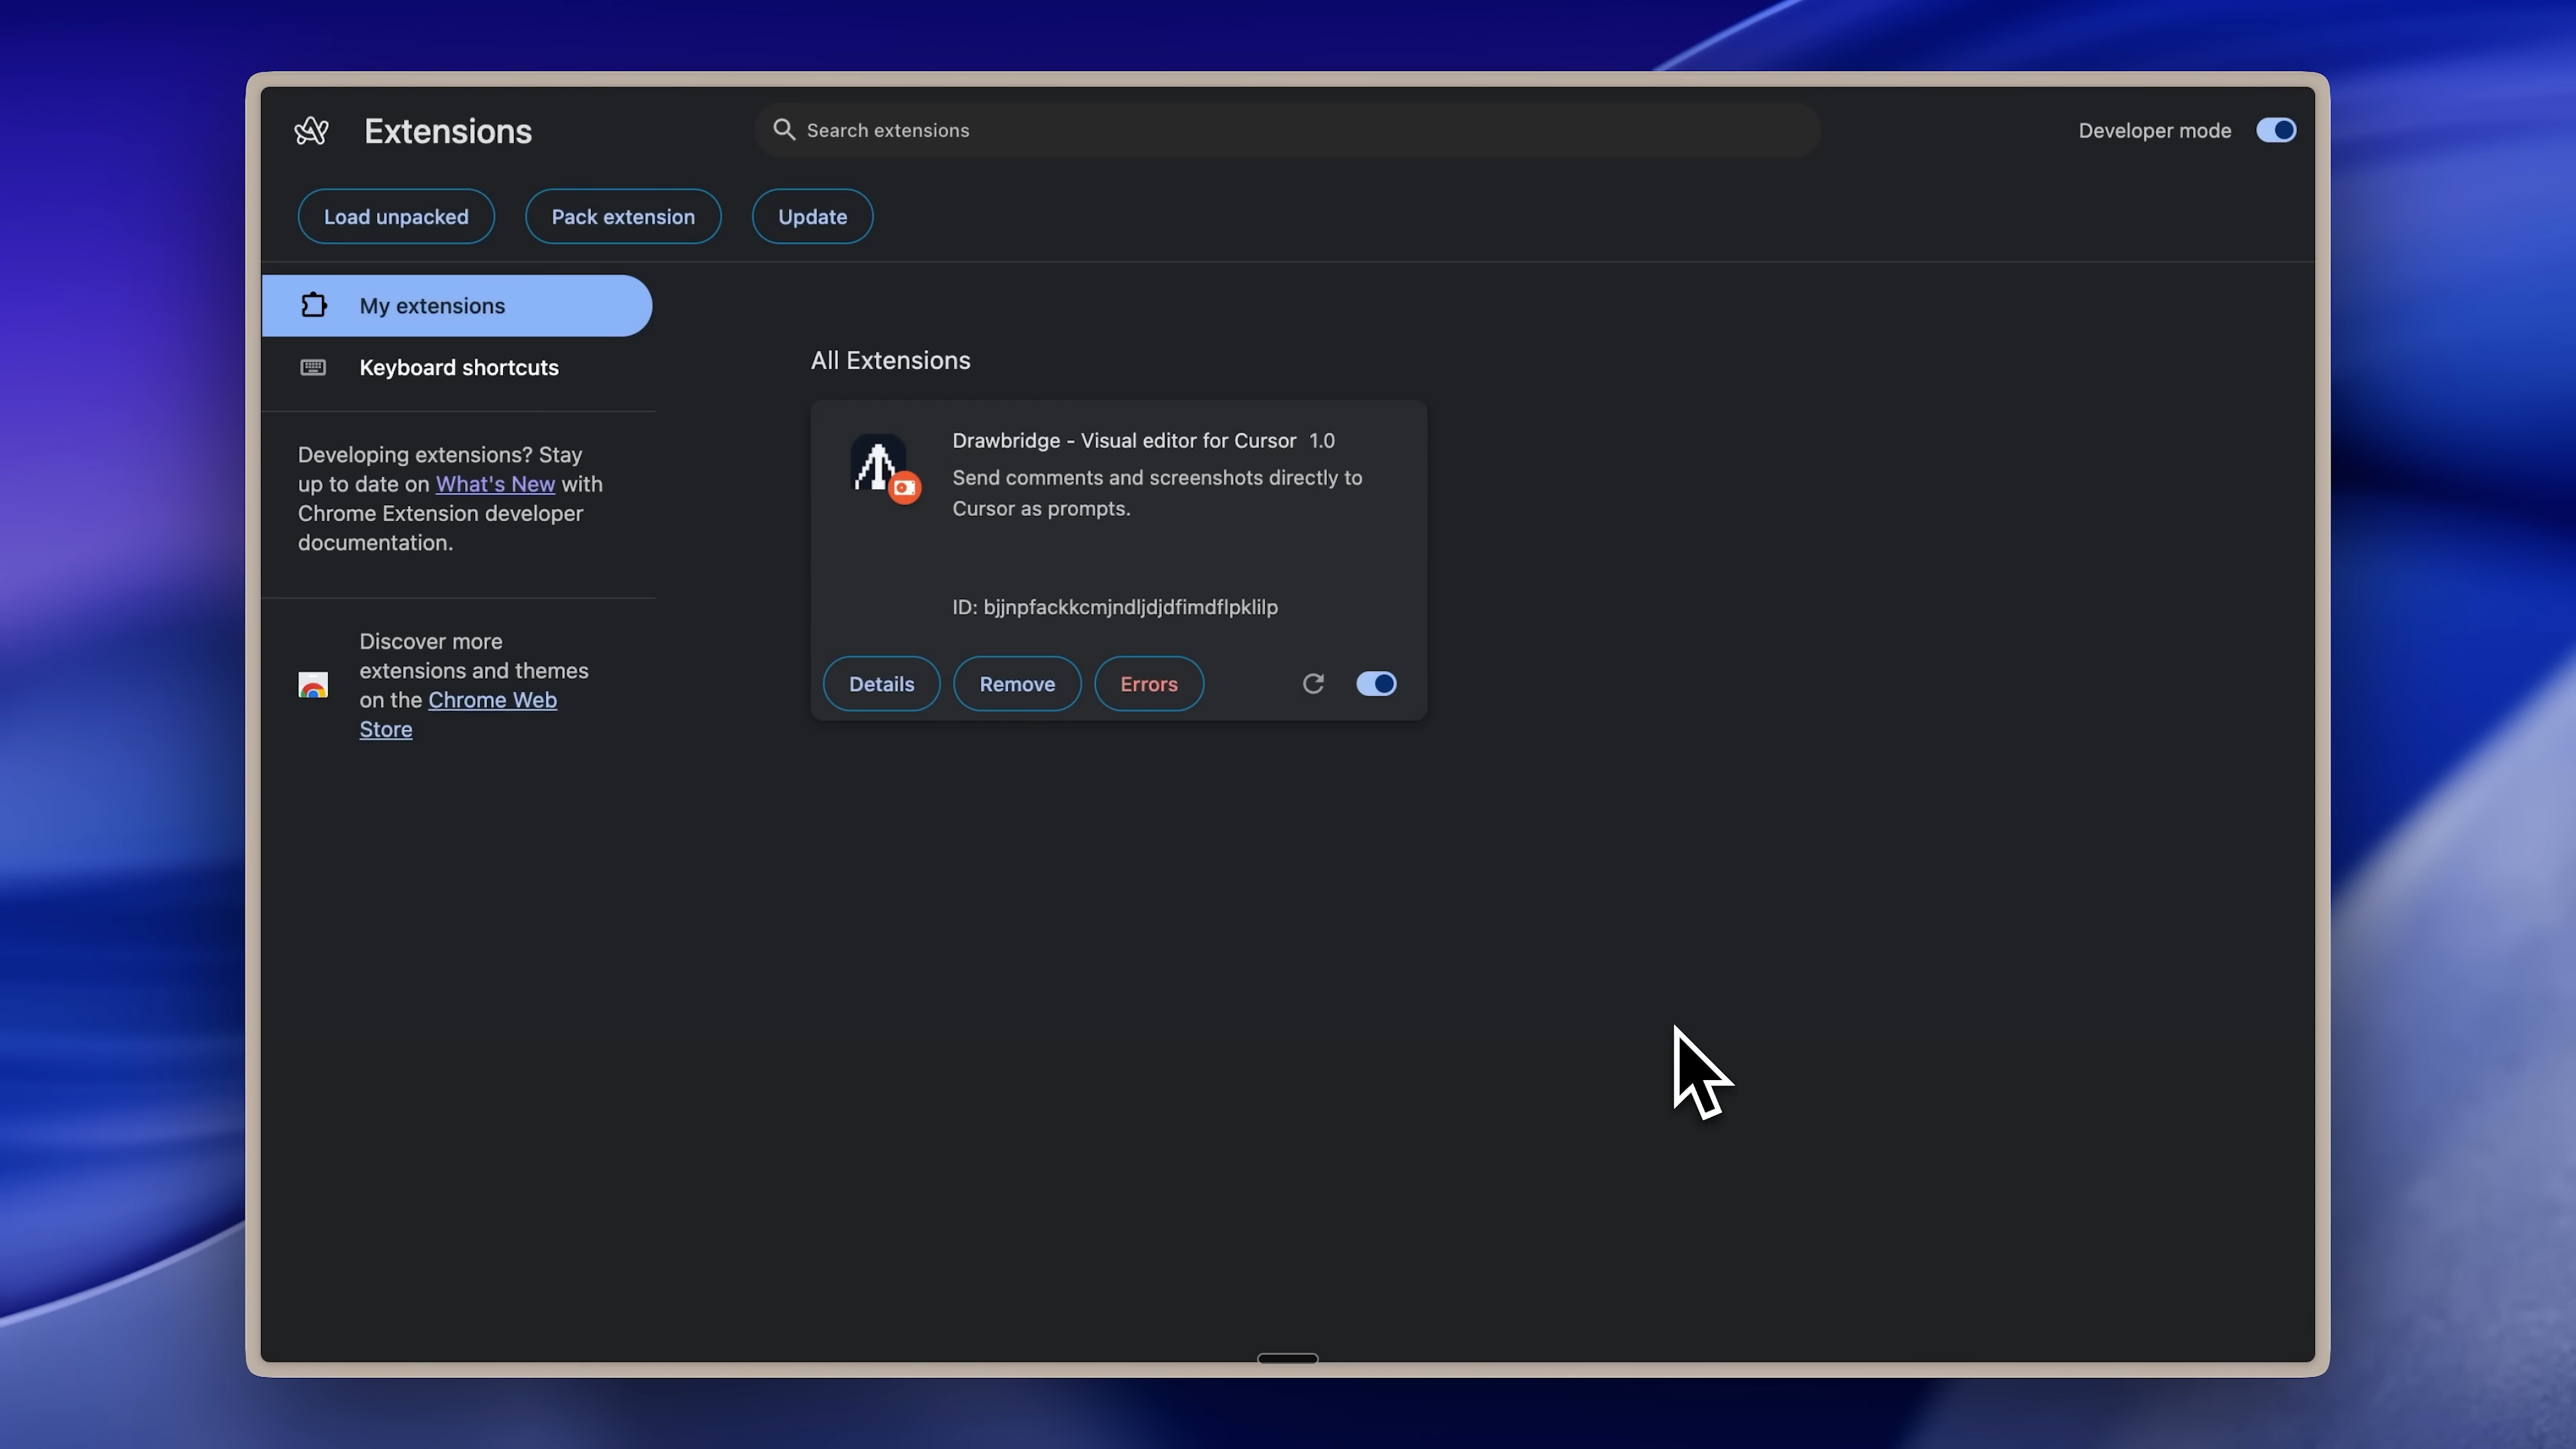 Extensions
Search extensions
Developer mode
Load unpacked
Pack extension
Update
My extensions
Keyboard shortcuts
Developing extensions? Stay
up to date on What's New with
Chrome Extension developer
documentation.
Discover more
extensions and themes
on the Chrome Web
Store
All Extensions
Drawbridge - Visual editor for Cursor 1.0
Send comments and screenshots directly to
Cursor as prompts.
ID: bjjnpfackkcmjndljdjdfimdflpklilp
Details
Remove
Errors